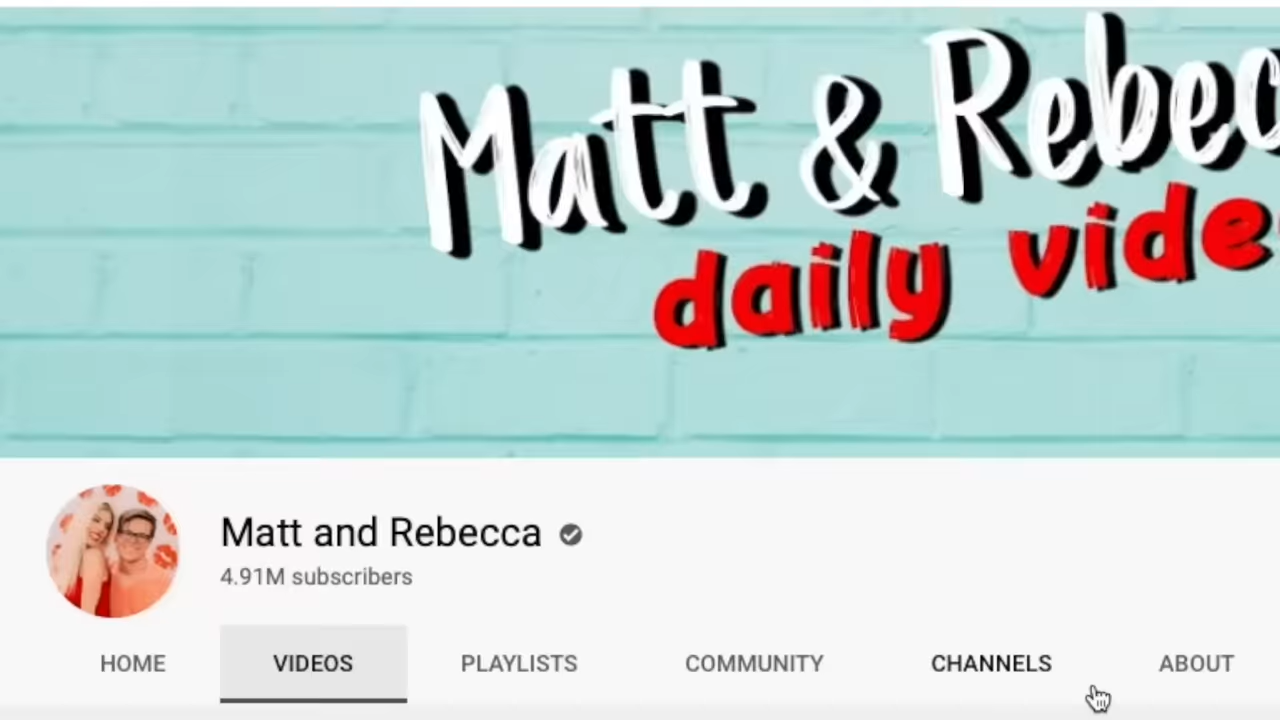 Matt & Rebec
daily vide
Matt and Rebecca
4.91M subscribers
HOME VIDEOS PLAYLISTS COMMUNITY CHANNELS ABOUT